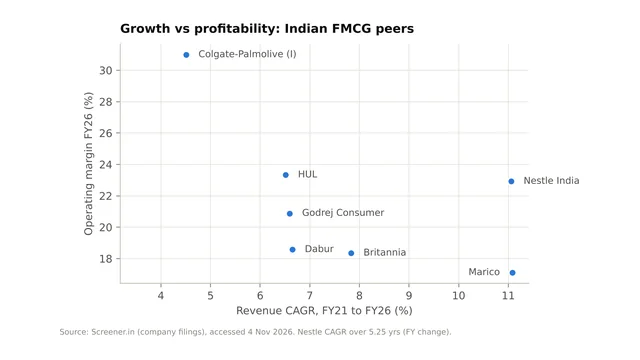 Growth vs profitability: Indian FMCG peers
Colgate-Palmolive (I)
HUL
Nestle India
Godrej Consumer
Dabur
Britannia
Marico
Operating margin FY26 (%)
30
28
26
24
22
20
18
4 5 6 7 8 9 10 11
Revenue CAGR, FY21 to FY26 (%)
Source: Screener.in (company filings), accessed 4 Nov 2026. Nestle CAGR over 5.25 yrs (FY change).